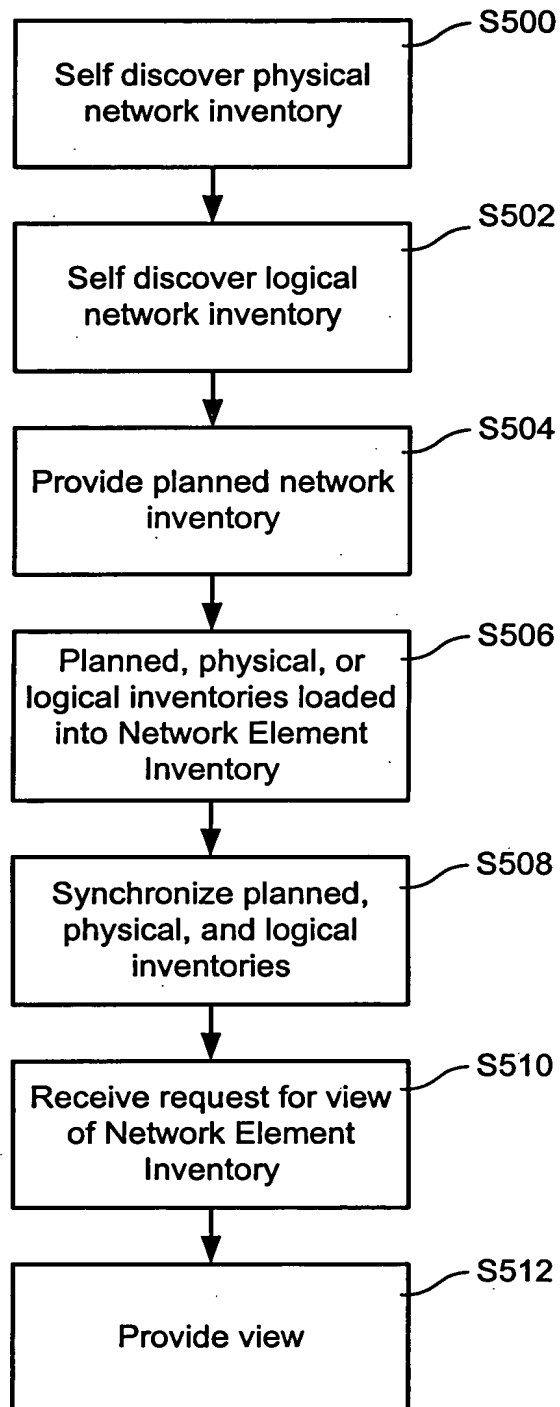 S500
Self discover physical
network inventory
S502
Self discover logical
network inventory
S504
Provide planned network
inventory
S506
Planned, physical, or
logical inventories loaded
into Network Element
Inventory
S508
Synchronize planned,
physical, and logical
inventories
S510
Receive request for view
of Network Element
Inventory
S512
Provide view